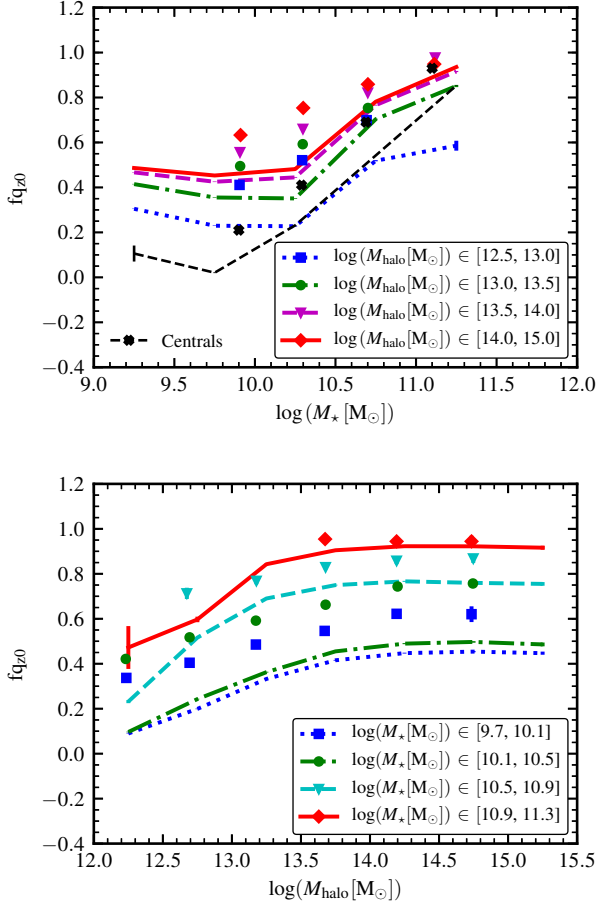 1.2
1.0
0.8
0.6
0.4
0.2
0.0
−0.2
−0.4
fq_z0
log(M_halo[M_⊙]) ∈ [12.5, 13.0]
log(M_halo[M_⊙]) ∈ [13.0, 13.5]
log(M_halo[M_⊙]) ∈ [13.5, 14.0]
log(M_halo[M_⊙]) ∈ [14.0, 15.0]
Centrals
9.0 9.5 10.0 10.5 11.0 11.5 12.0
log(M_⋆[M_⊙])
1.2
1.0
0.8
0.6
0.4
0.2
0.0
−0.2
−0.4
fq_z0
log(M_⋆[M_⊙]) ∈ [9.7, 10.1]
log(M_⋆[M_⊙]) ∈ [10.1, 10.5]
log(M_⋆[M_⊙]) ∈ [10.5, 10.9]
log(M_⋆[M_⊙]) ∈ [10.9, 11.3]
12.0 12.5 13.0 13.5 14.0 14.5 15.0 15.5
log(M_halo[M_⊙])